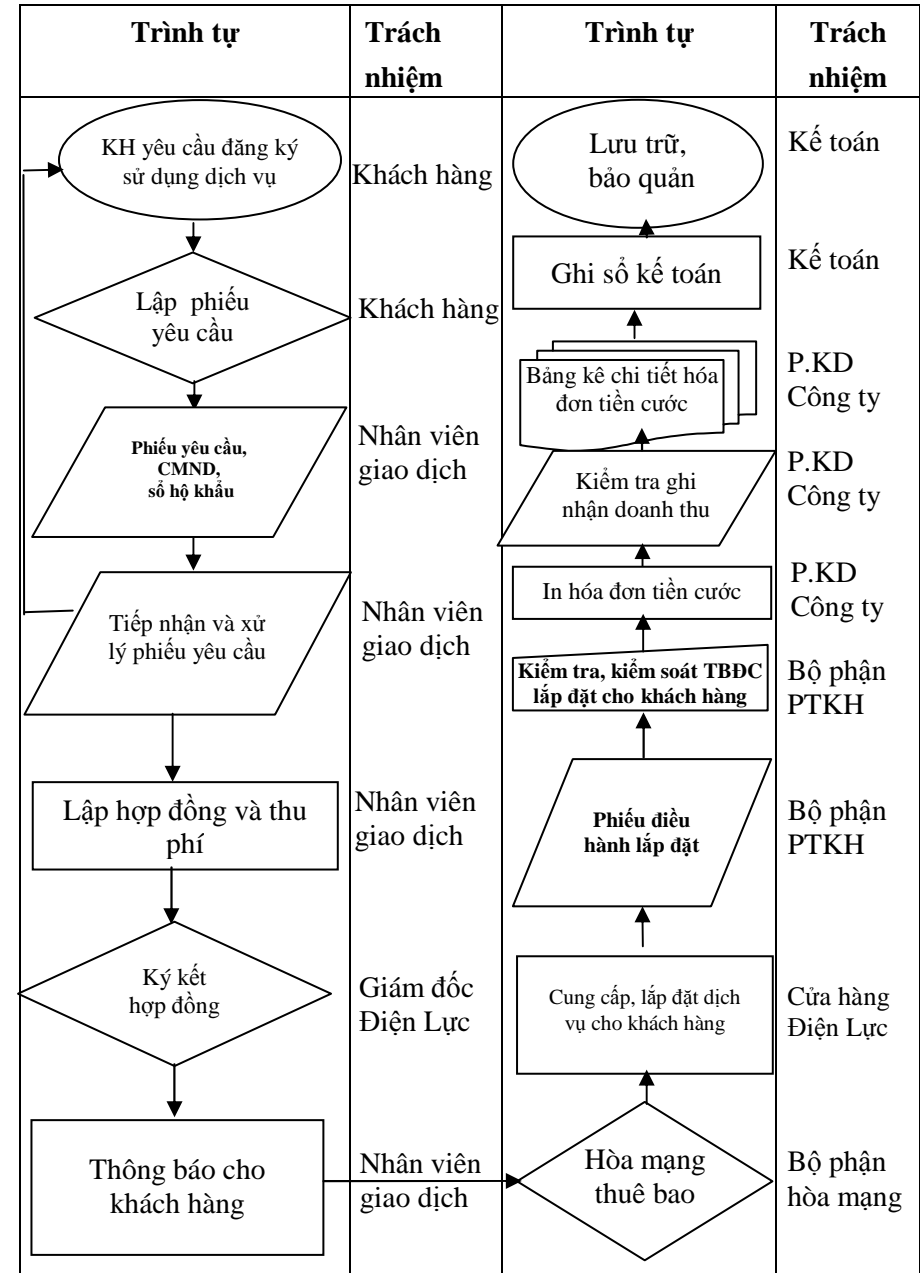 Trình tự
Trách
nhiệm
Trình tự
Trách
nhiệm
KH yêu cầu đăng ký
sử dụng dịch vụ
Khách hàng
Lập phiếu
yêu cầu
Khách hàng
Phiếu yêu cầu,
CMND,
sổ hộ khẩu
Nhân viên
giao dịch
Tiếp nhận và xử
lý phiếu yêu cầu
Nhân viên
giao dịch
Lập hợp đồng và thu
phí
Nhân viên
giao dịch
Ký kết
hợp đồng
Giám đốc
Điện Lực
Thông báo cho
khách hàng
Nhân viên
giao dịch
Lưu trữ,
bảo quản
Kế toán
Ghi sổ kế toán
Kế toán
Bảng kê chi tiết hóa
đơn tiền cước
P.KD
Công ty
Kiểm tra ghi
nhận doanh thu
P.KD
Công ty
In hóa đơn tiền cước
P.KD
Công ty
Kiểm tra, kiểm soát TBĐC
lắp đặt cho khách hàng
Bộ phận
PTKH
Phiếu điều
hành lắp đặt
Bộ phận
PTKH
Cung cấp, lắp đặt dịch
vụ cho khách hàng
Cửa hàng
Điện Lực
Hòa mạng
thuê bao
Bộ phận
hòa mạng